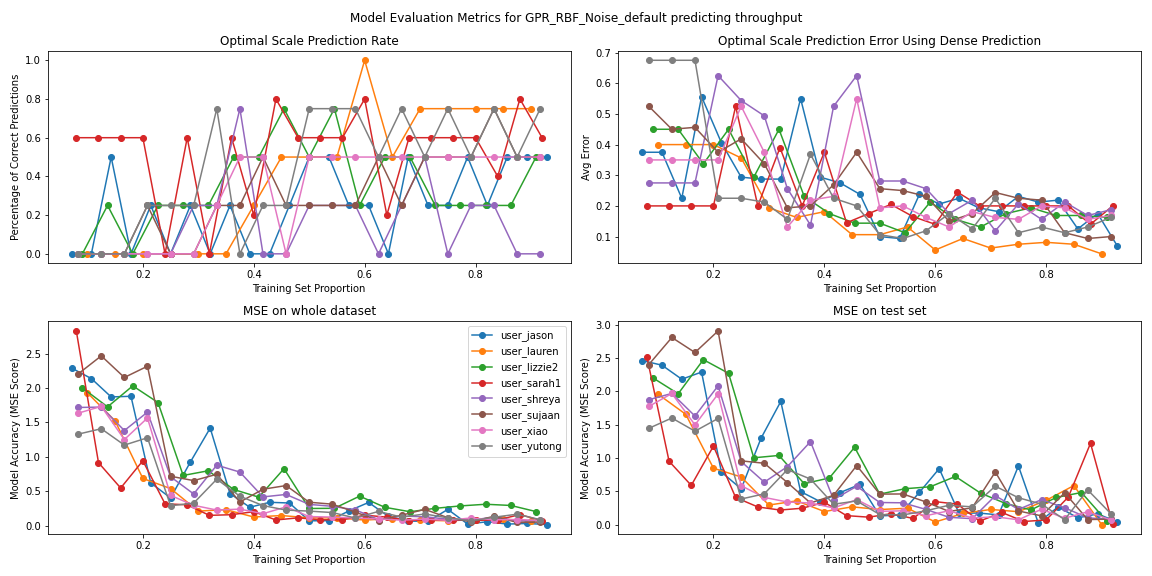 Model Evaluation Metrics for GPR_RBF_Noise_default predicting throughput
Optimal Scale Prediction Rate
Percentage of Correct Predictions
1.0
0.8
0.6
0.4
0.2
0.0
0.2
0.4
0.6
0.8
Training Set Proportion
Optimal Scale Prediction Error Using Dense Prediction
Avg Error
0.7
0.6
0.5
0.4
0.3
0.2
0.1
0.2
0.4
0.6
0.8
Training Set Proportion
MSE on whole dataset
Model Accuracy (MSE Score)
2.5
2.0
1.5
1.0
0.5
0.0
0.2
0.4
0.6
0.8
Training Set Proportion
user_jason
user_lauren
user_lizzie2
user_sarah1
user_shreya
user_sujaan
user_xiao
user_yutong
MSE on test set
Model Accuracy (MSE Score)
3.0
2.5
2.0
1.5
1.0
0.5
0.0
0.2
0.4
0.6
0.8
Training Set Proportion